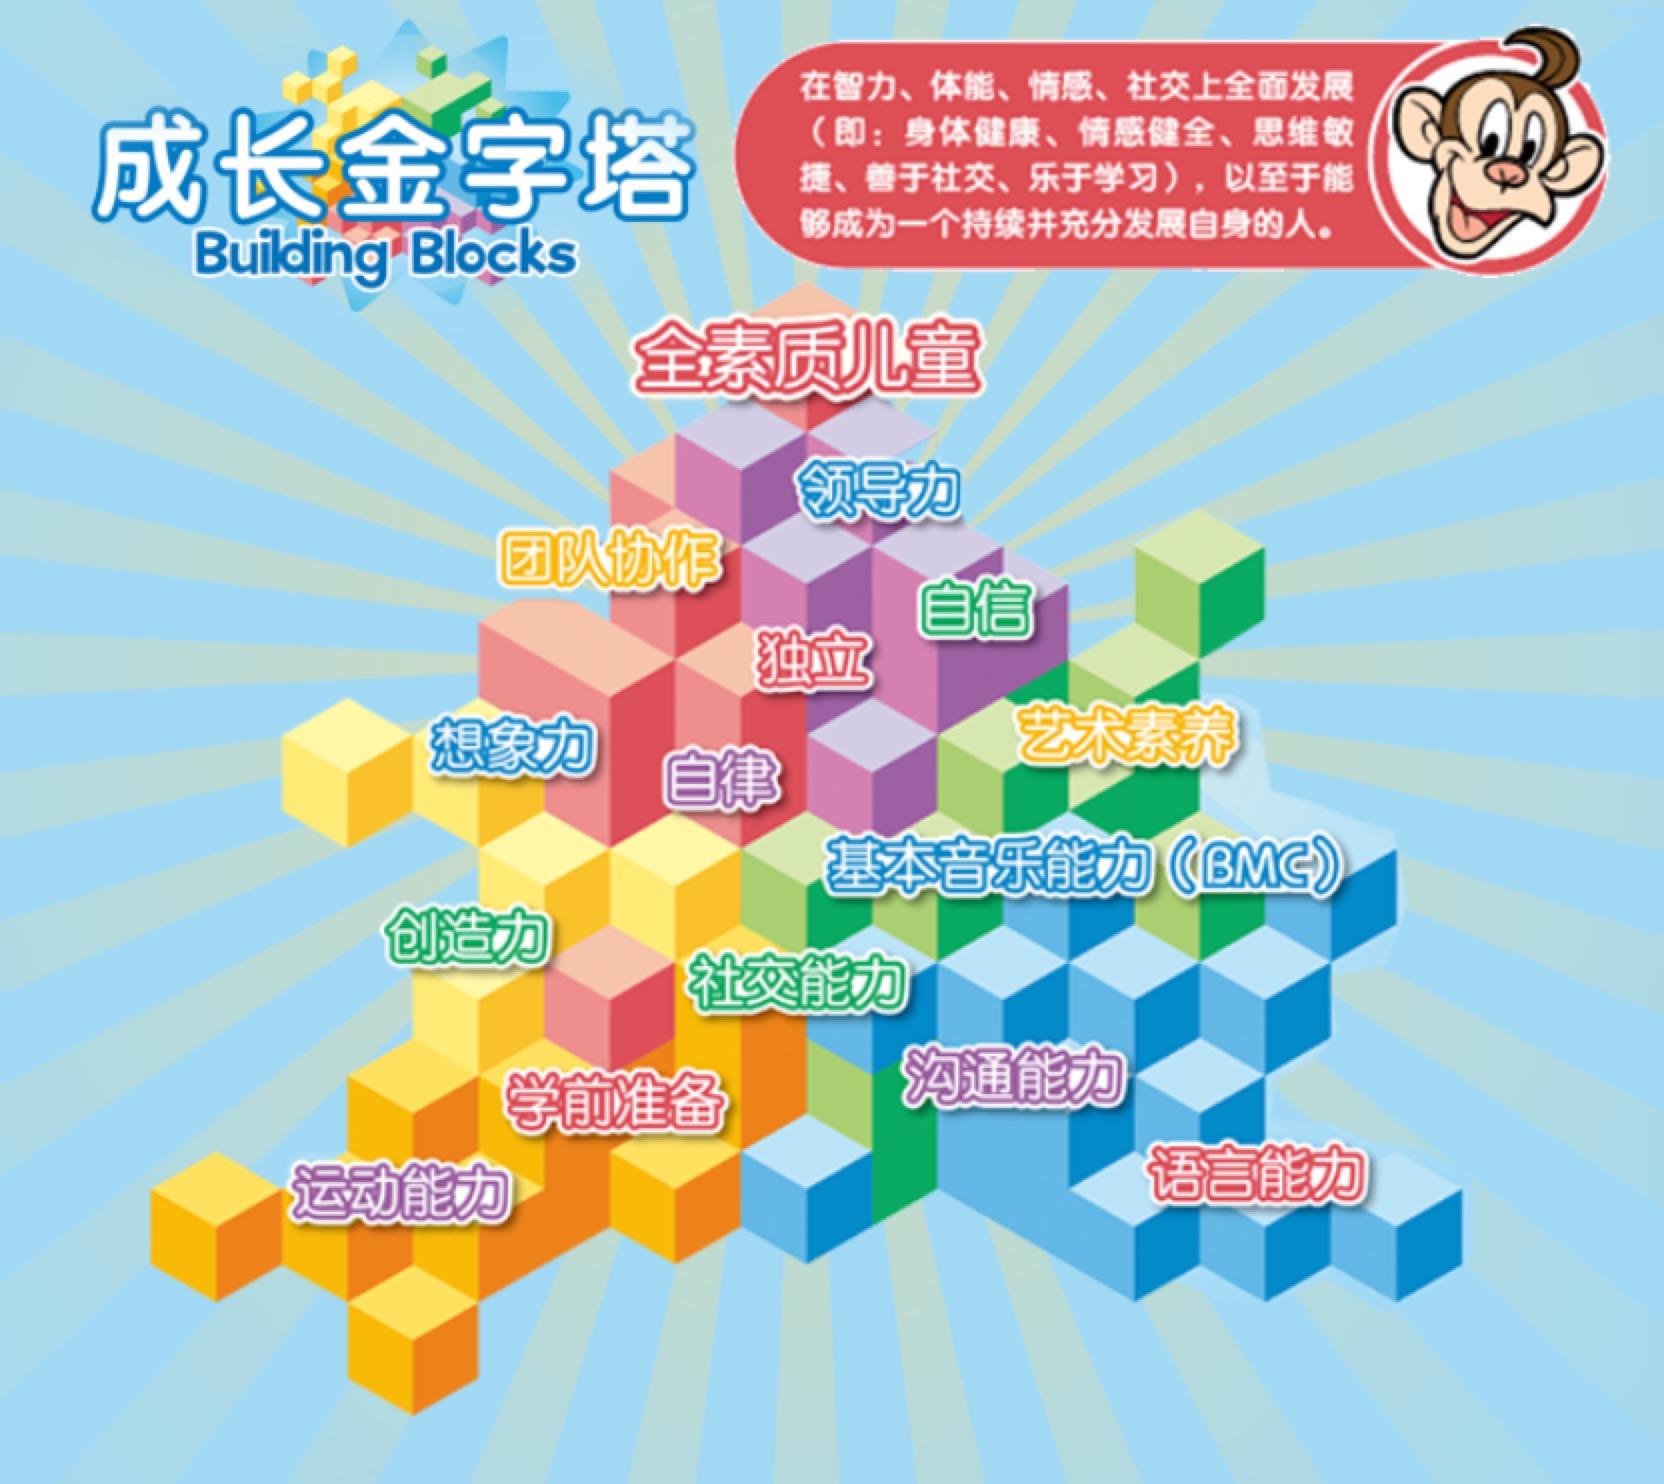 成长金字塔
Building Blocks
在智力、体能、情感、社交上全面发展
（即：身体健康、情感健全、思维敏
捷、善于社交、乐于学习），以至于能
够成为一个持续并充分发展自身的人。
全素质儿童
领导力
团队协作
自信
独立
想象力
艺术素养
自律
基本音乐能力（BMC）
创造力
社交能力
沟通能力
学前准备
语言能力
运动能力